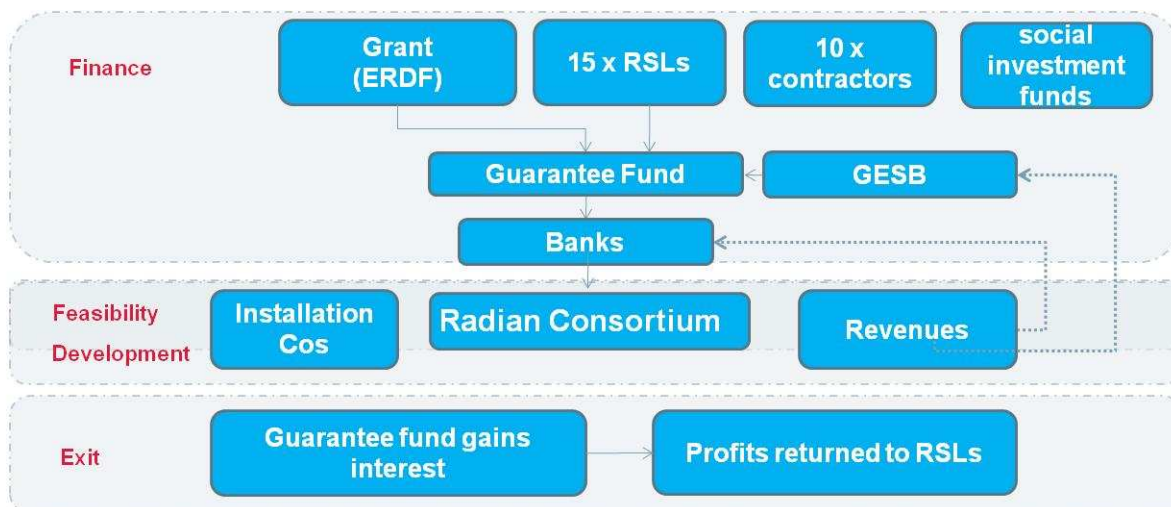 Finance
Grant
(ERDF)
15 x RSLs
10 x
contractors
social
investment
funds
Guarantee Fund
GESB
Banks
Feasibility
Development
Installation
Cos
Radian Consortium
Revenues
Exit
Guarantee fund gains
interest
Profits returned to RSLs